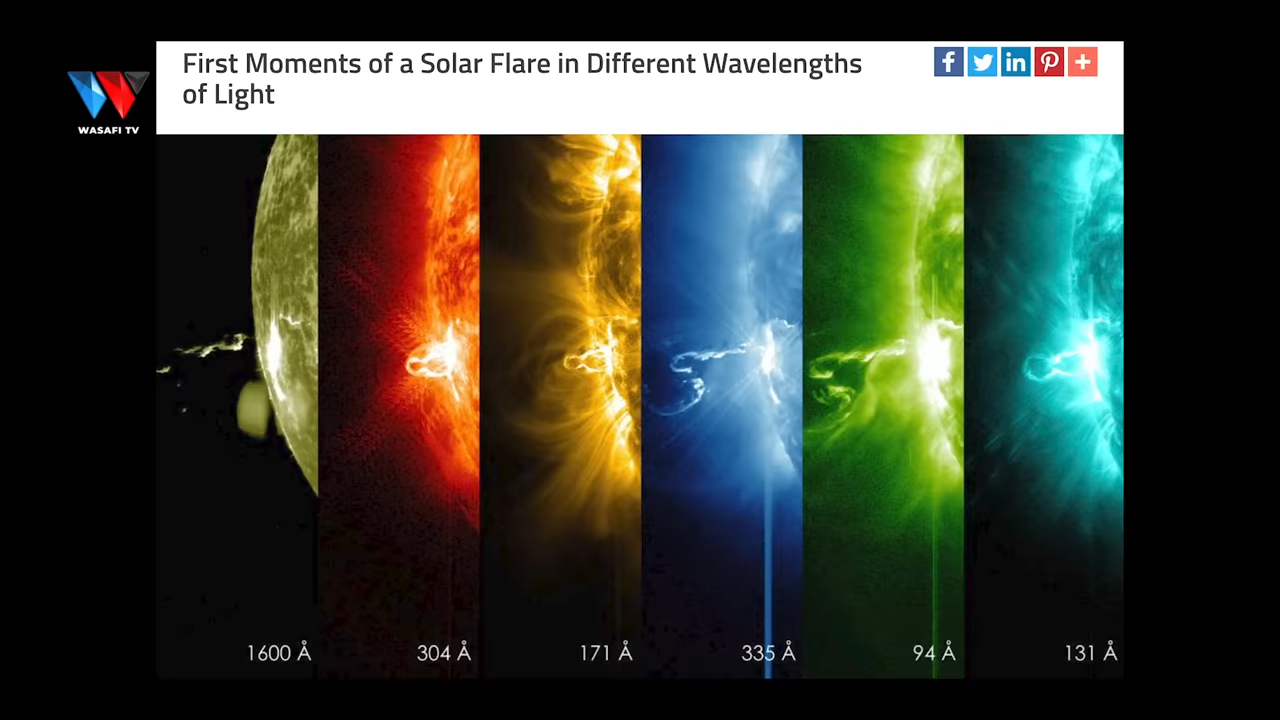 First Moments of a Solar Flare in Different Wavelengths
of Light
WASAFI TV
1600 Å
304 Å
171 Å
335 Å
94 Å
131 Å